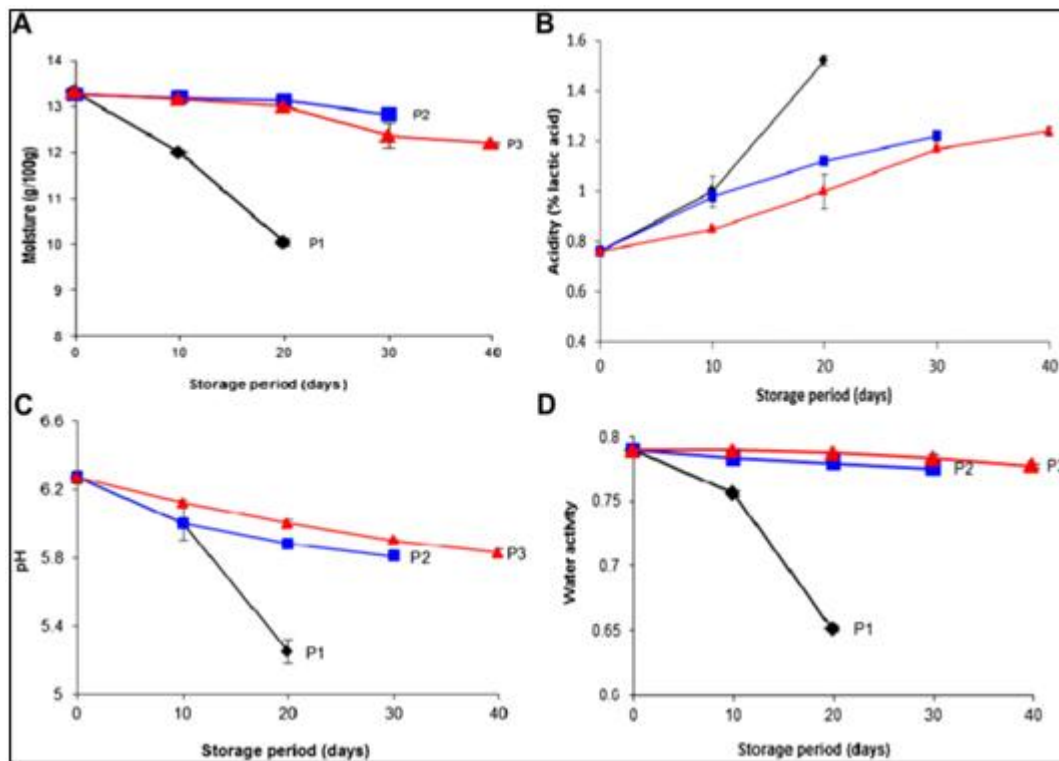 A
Moisture (g/100g)
14
13
12
11
10
9
8
0 10 20 30 40
P2
P3
P1
Storage period (days)
B
Acidity (% lactic acid)
1.6
1.4
1.2
1
0.8
0.6
0.4
0 10 20 30 40
Storage period (days)
C
pH
6.6
6.2
5.8
5.4
5
0 10 20 30 40
P3
P2
P1
Storage period (days)
D
Water activity
0.8
0.75
0.7
0.65
0.6
0 10 20 30 40
P3
P2
P1
Storage period (days)